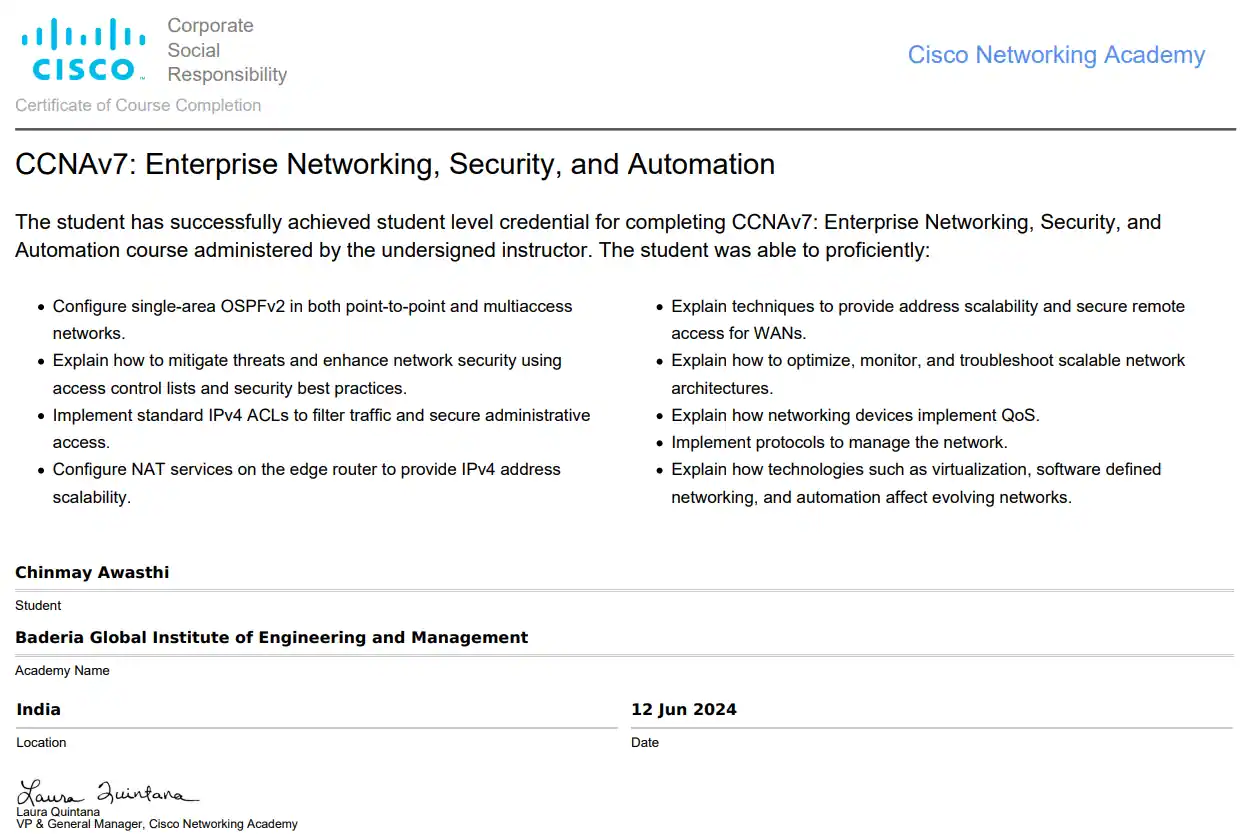 CISCO
Corporate
Social
Responsibility
Cisco Networking Academy
Certificate of Course Completion
CCNAv7: Enterprise Networking, Security, and Automation
The student has successfully achieved student level credential for completing CCNAv7: Enterprise Networking, Security, and
Automation course administered by the undersigned instructor. The student was able to proficiently:
• Configure single-area OSPFv2 in both point-to-point and multiaccess
networks.
• Explain how to mitigate threats and enhance network security using
access control lists and security best practices.
• Implement standard IPv4 ACLs to filter traffic and secure administrative
access.
• Configure NAT services on the edge router to provide IPv4 address
scalability.
• Explain techniques to provide address scalability and secure remote
access for WANs.
• Explain how to optimize, monitor, and troubleshoot scalable network
architectures.
• Explain how networking devices implement QoS.
• Implement protocols to manage the network.
• Explain how technologies such as virtualization, software defined
networking, and automation affect evolving networks.
Chinmay Awasthi
Student
Baderia Global Institute of Engineering and Management
Academy Name
India
Location
12 Jun 2024
Date
Laura Quintana
Laura Quintana
VP & General Manager, Cisco Networking Academy